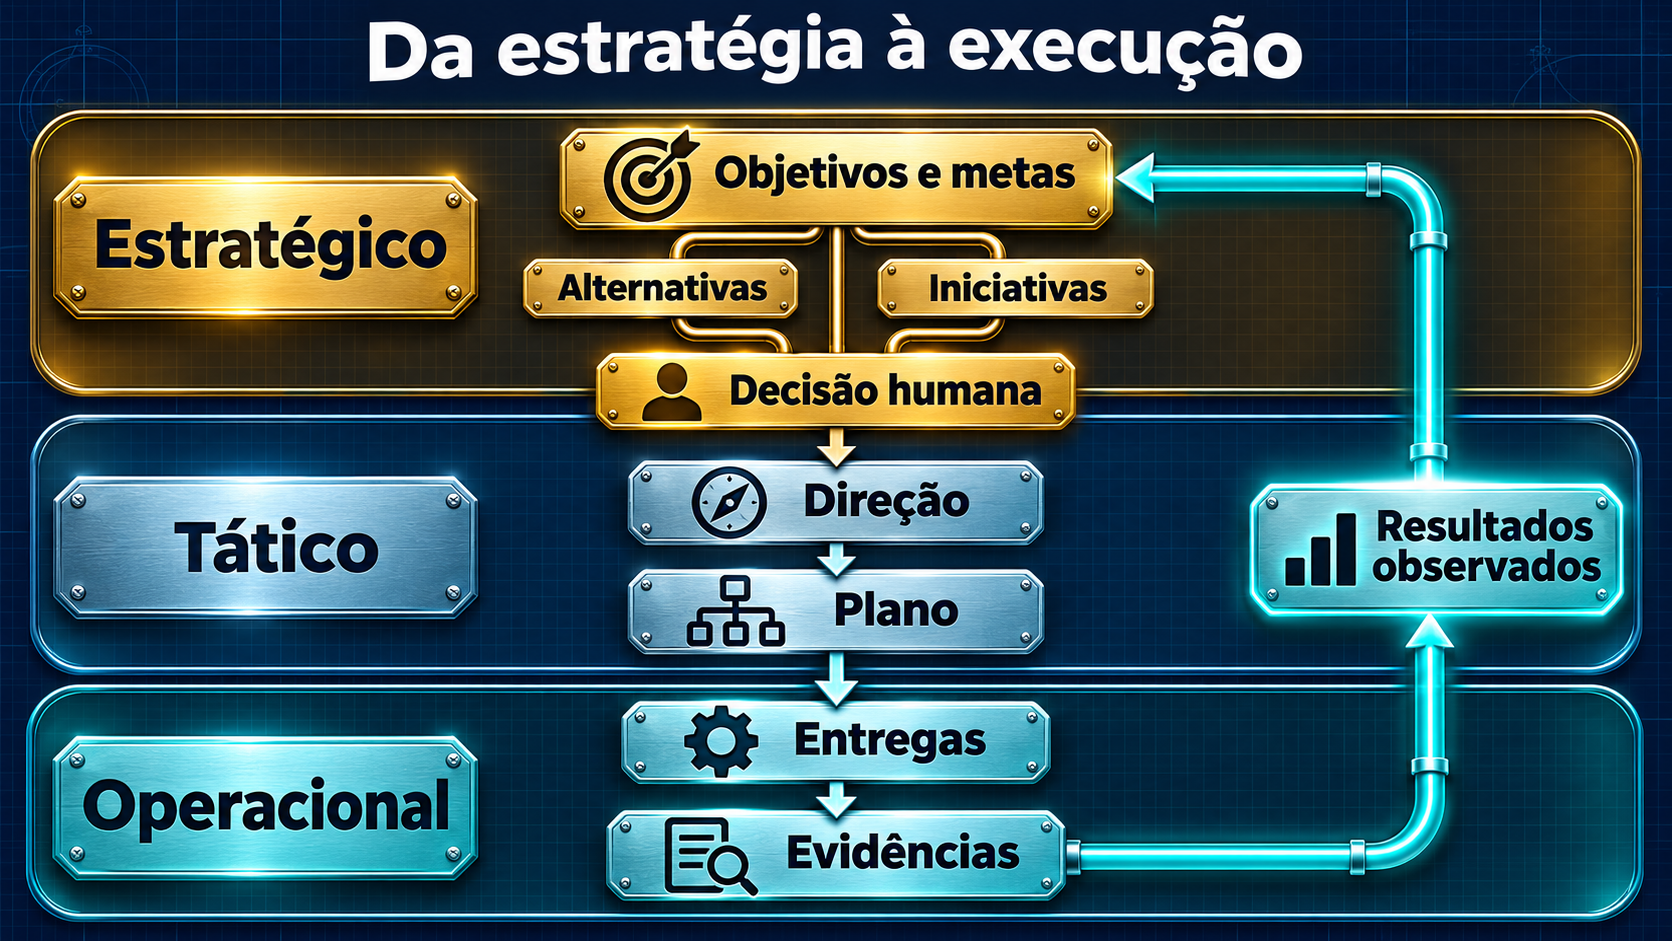 Da estratégia à execução
Estratégico
Objetivos e metas
Alternativas
Iniciativas
Decisão humana
Tático
Direção
Plano
Resultados
observados
Operacional
Entregas
Evidências